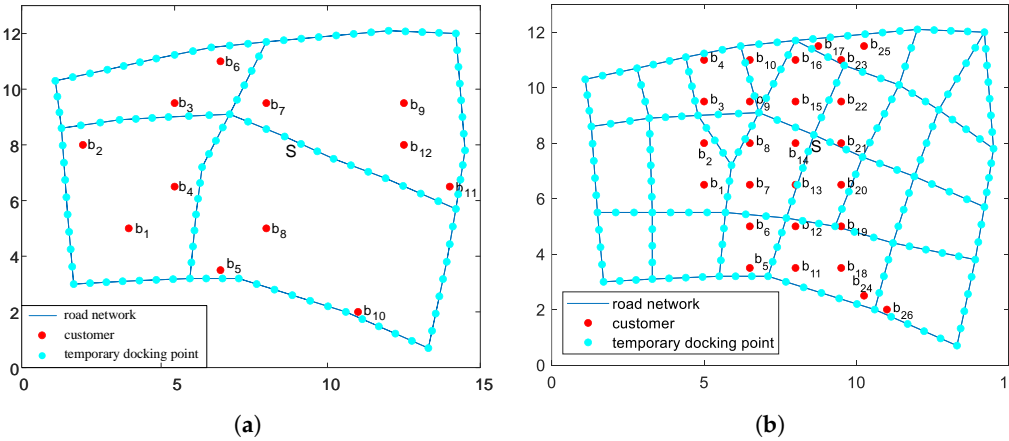 12
10
8
6
4
2
0
0
5
10
15
b6
b3
b7
b9
b2
b12
S
b4
b11
b1
b8
b5
b10
road network
customer
temporary docking point
(a)
12
10
8
6
4
2
0
0
5
10
1
b17
b25
b4
b10
b16
b23
b3
b9
b15
b22
b2
b8
b14
S
b21
b1
b7
b13
b20
b6
b12
b19
b5
b11
b18
b24
b26
road network
customer
temporary docking point
(b)